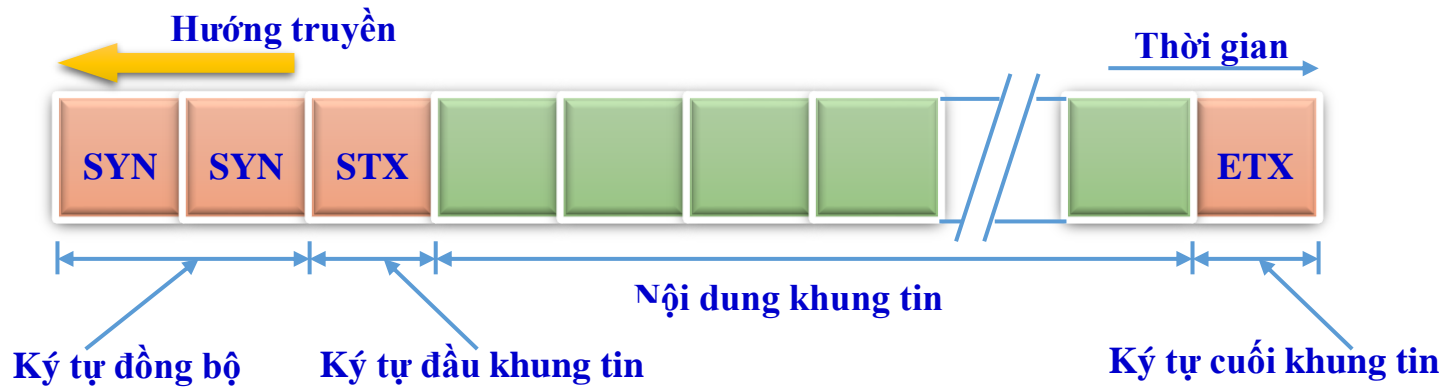 Hướng truyền
Thời gian
SYN SYN STX ETX
Nội dung khung tin
Ký tự đồng bộ Ký tự đầu khung tin Ký tự cuối khung tin